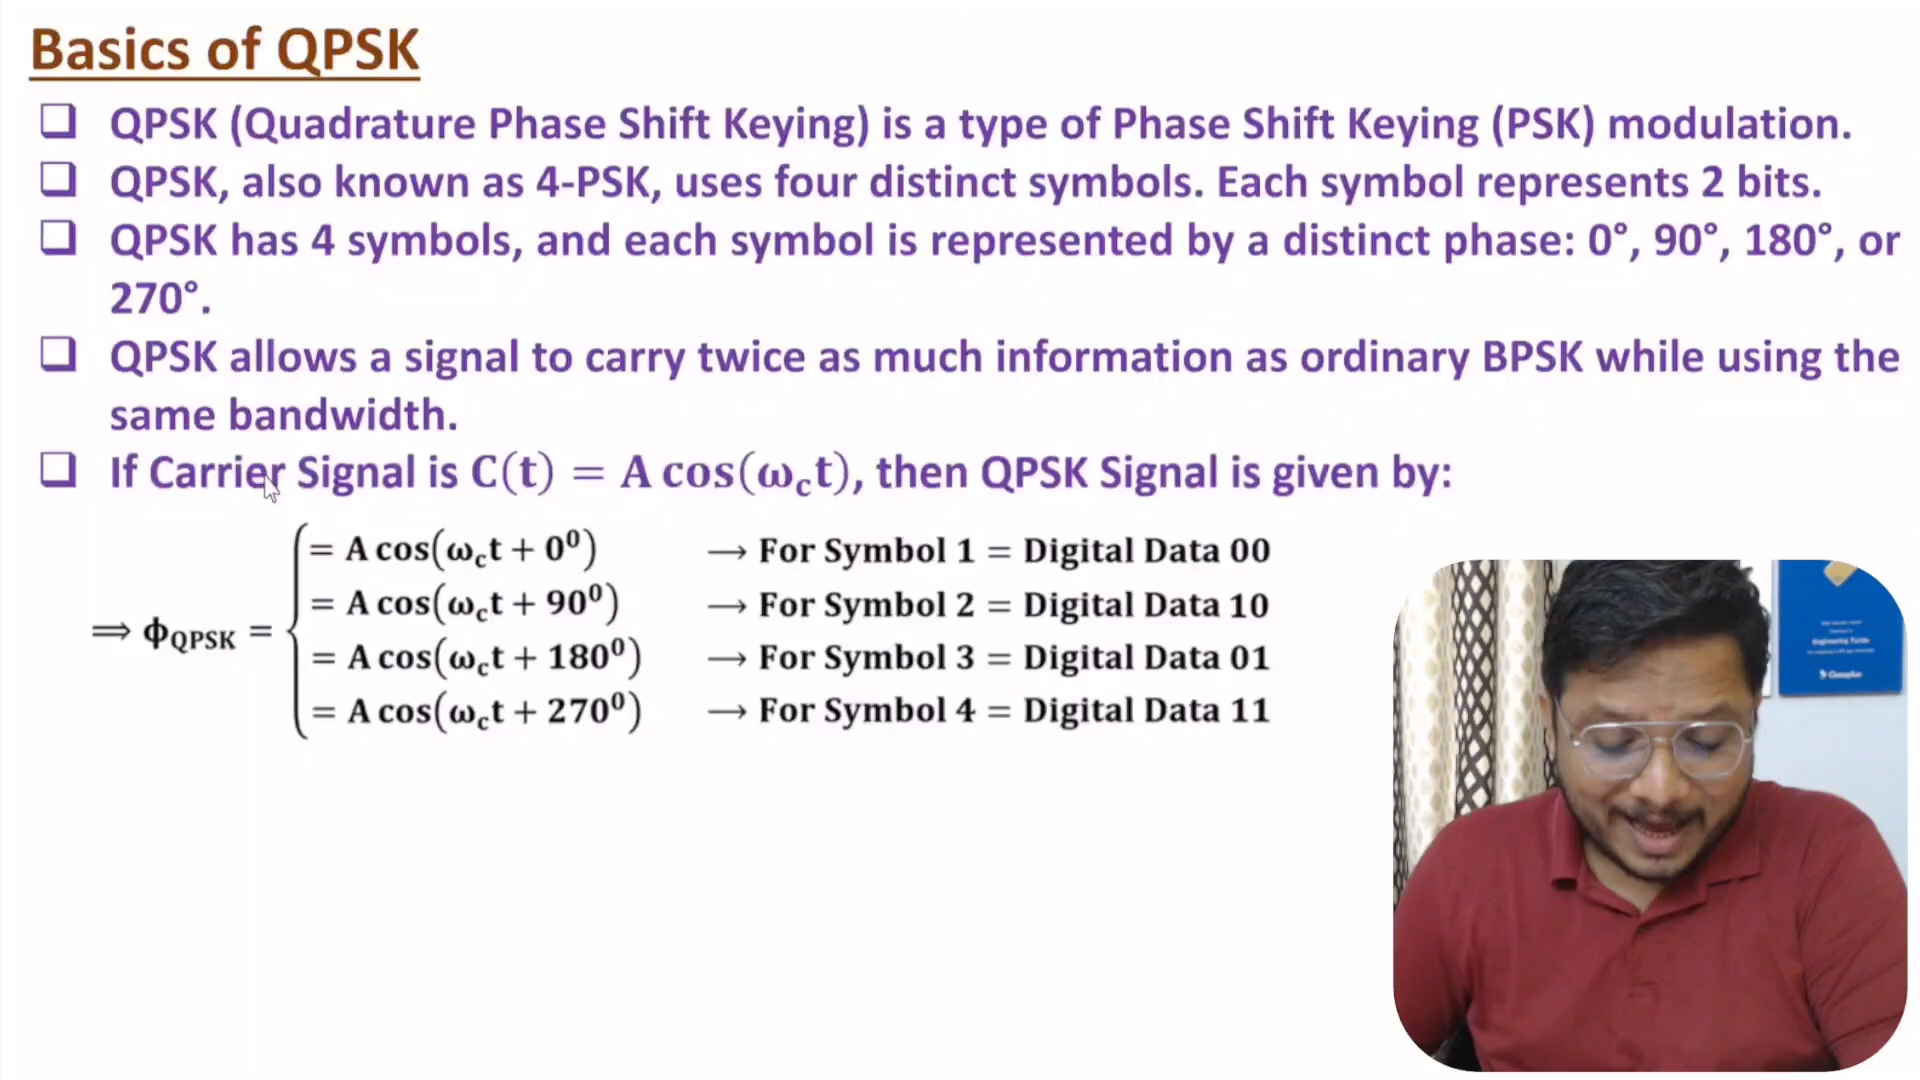 Basics of QPSK
❑ QPSK (Quadrature Phase Shift Keying) is a type of Phase Shift Keying (PSK) modulation.
❑ QPSK, also known as 4-PSK, uses four distinct symbols. Each symbol represents 2 bits.
❑ QPSK has 4 symbols, and each symbol is represented by a distinct phase: 0°, 90°, 180°, or
270°.
❑ QPSK allows a signal to carry twice as much information as ordinary BPSK while using the
same bandwidth.
❑ If Carrier Signal is C(t) = A cos(ω_c t), then QPSK Signal is given by:
⟹ ϕ_QPSK =
= A cos(ω_c t + 0⁰) → For Symbol 1 = Digital Data 00
= A cos(ω_c t + 90⁰) → For Symbol 2 = Digital Data 10
= A cos(ω_c t + 180⁰) → For Symbol 3 = Digital Data 01
= A cos(ω_c t + 270⁰) → For Symbol 4 = Digital Data 11
Engineering Funda